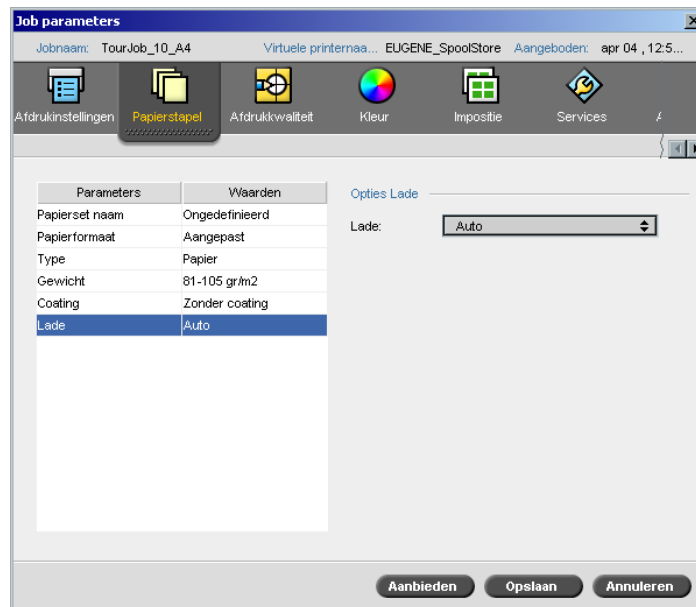 Job parameters
Jobnaam: TourJob_10_A4 Virtuele printernaa... EUGENE_SpoolStore Aangeboden: apr 04 , 12:5...
Afdrukinstellingen Papierstapel Afdrukkwaliteit Kleur Impositie Services
Parameters Waarden
Papierset naam Ongedefinieerd
Papierformaat Aangepast
Type Papier
Gewicht 81-105 gr/m2
Coating Zonder coating
Lade Auto
Opties Lade
Lade: Auto
Aanbieden Opslaan Annuleren